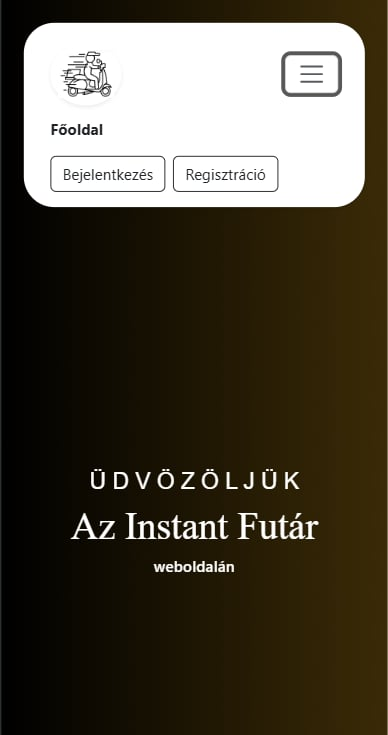 Főoldal
Bejelentkezés Regisztráció
ÜDVÖZÖLJÜK
Az Instant Futár
weboldalán